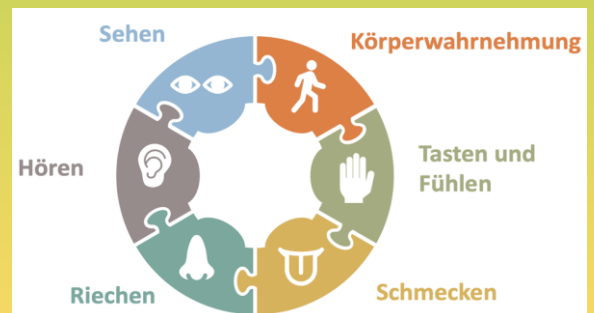 Sehen
Körperwahrnehmung
Hören
Tasten und
Fühlen
Riechen
Schmecken